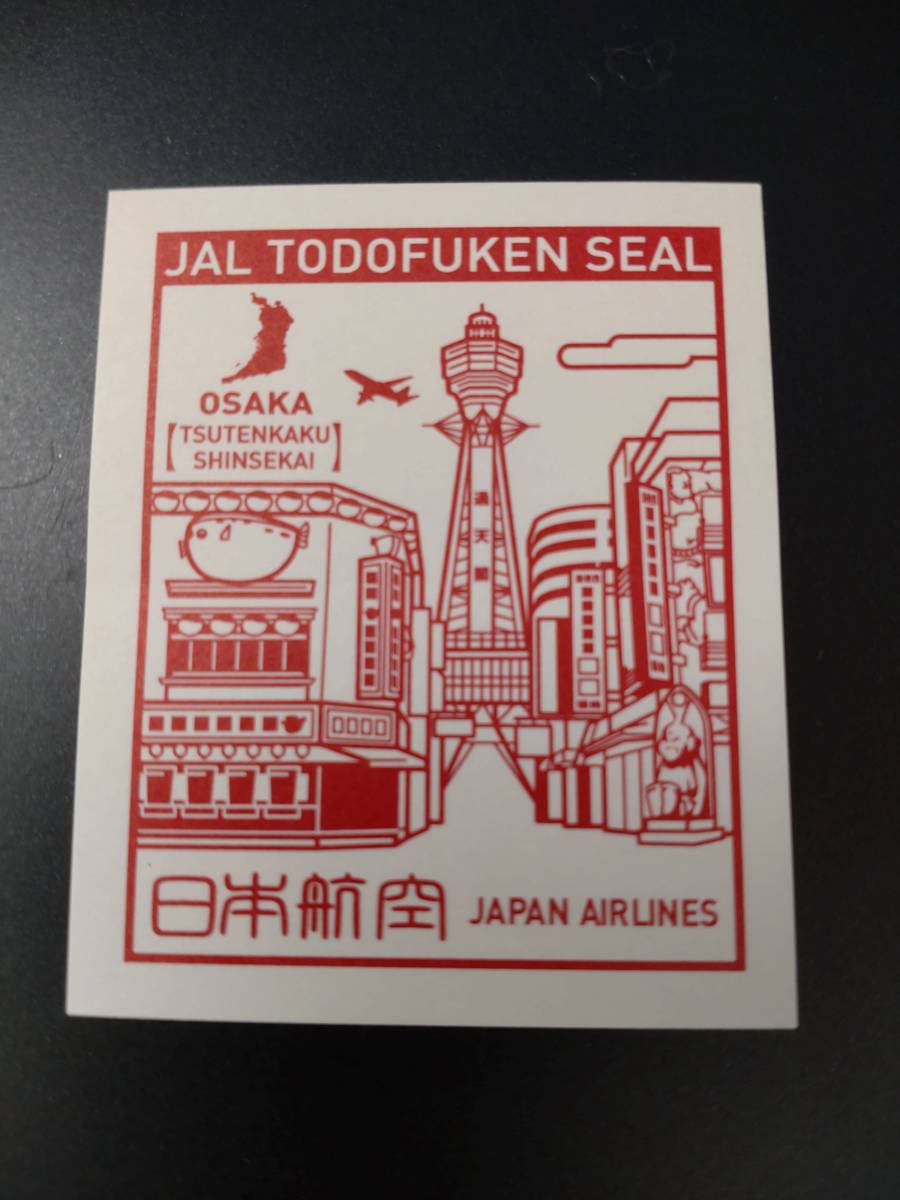 JAL TODOFUKEN SEAL
OSAKA
【TSUTENKAKU
SHINSEKAI】
通天閣
日本航空 JAPAN AIRLINES